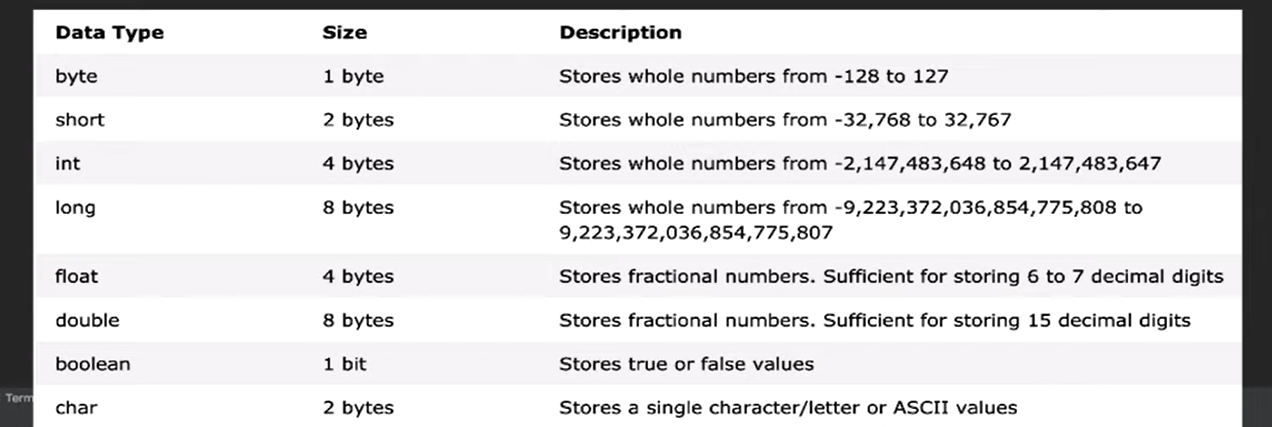 Data Type Size Description
byte 1 byte Stores whole numbers from -128 to 127
short 2 bytes Stores whole numbers from -32,768 to 32,767
int 4 bytes Stores whole numbers from -2,147,483,648 to 2,147,483,647
long 8 bytes Stores whole numbers from -9,223,372,036,854,775,808 to
9,223,372,036,854,775,807
float 4 bytes Stores fractional numbers. Sufficient for storing 6 to 7 decimal digits
double 8 bytes Stores fractional numbers. Sufficient for storing 15 decimal digits
boolean 1 bit Stores true or false values
Term
char 2 bytes Stores a single character/letter or ASCII values